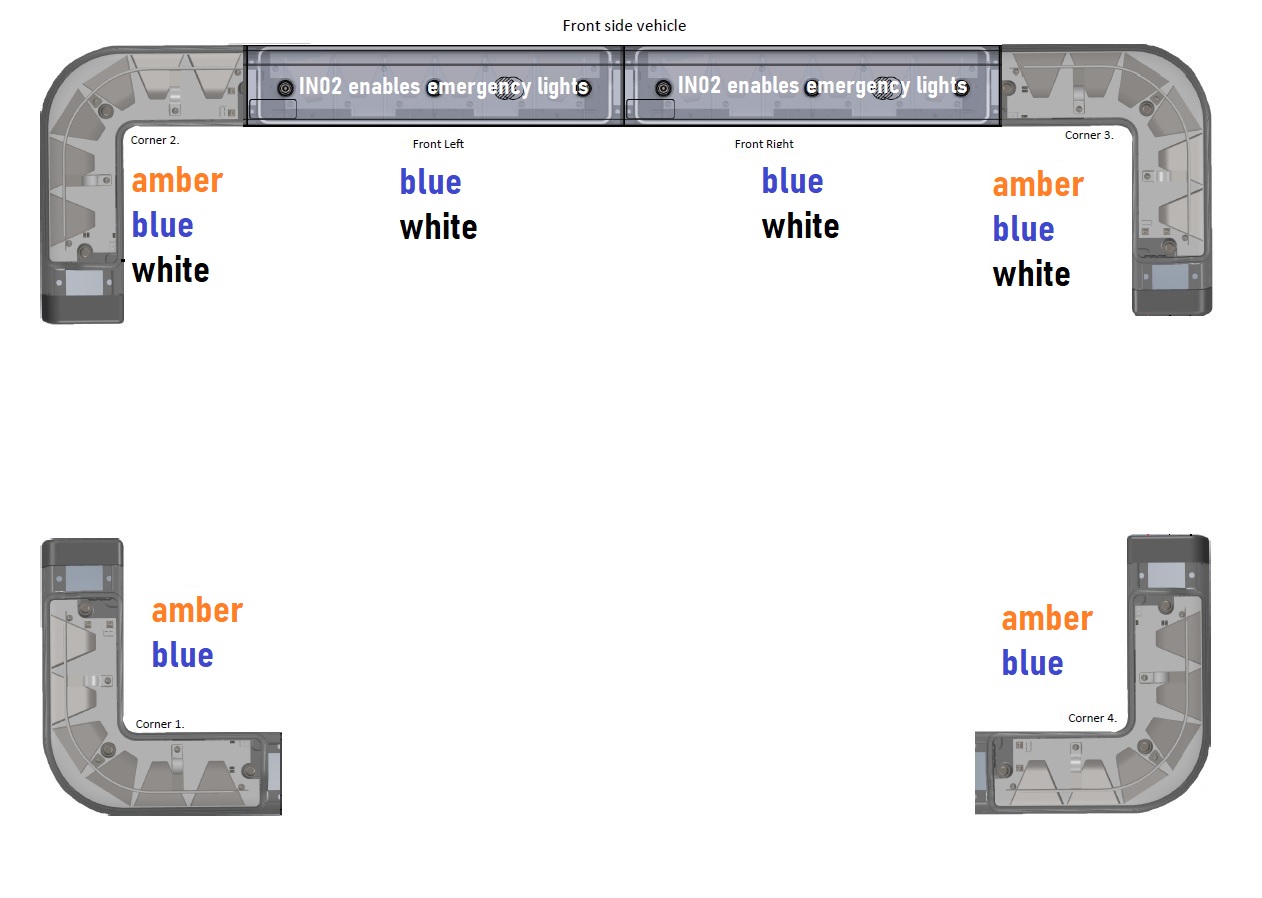 Front side vehicle
IN02 enables emergency lights
IN02 enables emergency lights
Corner 2.
Front Left
Front Right
Corner 3.
amber
blue
white
blue
white
blue
white
amber
blue
white
amber
blue
Corner 1.
amber
blue
Corner 4.